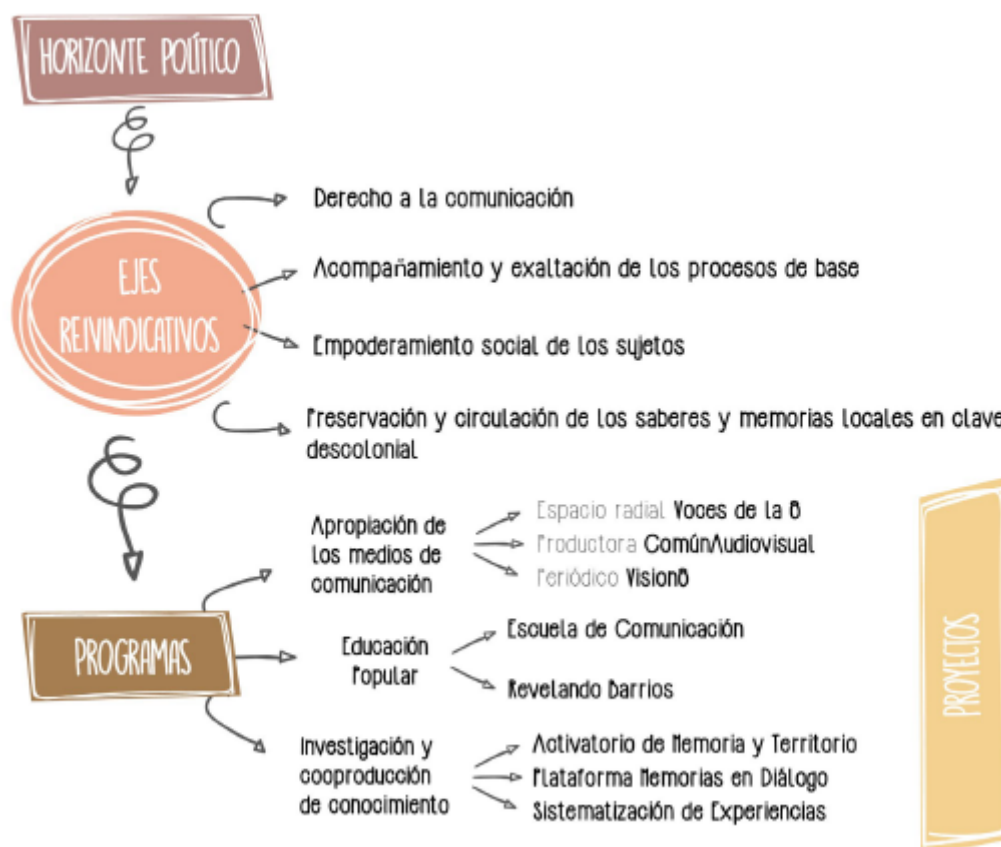 HORIZONTE POLÍTICO
EJES
REIVINDICATIVOS
Derecho a la comunicación
Acompañamiento y exaltación de los procesos de base
Empoderamiento social de los sujetos
Preservación y circulación de los saberes y memorias locales en clave
descolonial
PROGRAMAS
Apropiación de
los medios de
comunicación
Espacio radial Voces de la B
Productora ComúnAudiovisual
Periódico VisionB
Educación
Popular
Escuela de Comunicación
Revelando Barrios
Investigación y
cooproducción
de conocimiento
Activatorio de Memoria y Territorio
Plataforma Memorias en Diálogo
Sistematización de Experiencias
PROYECTOS